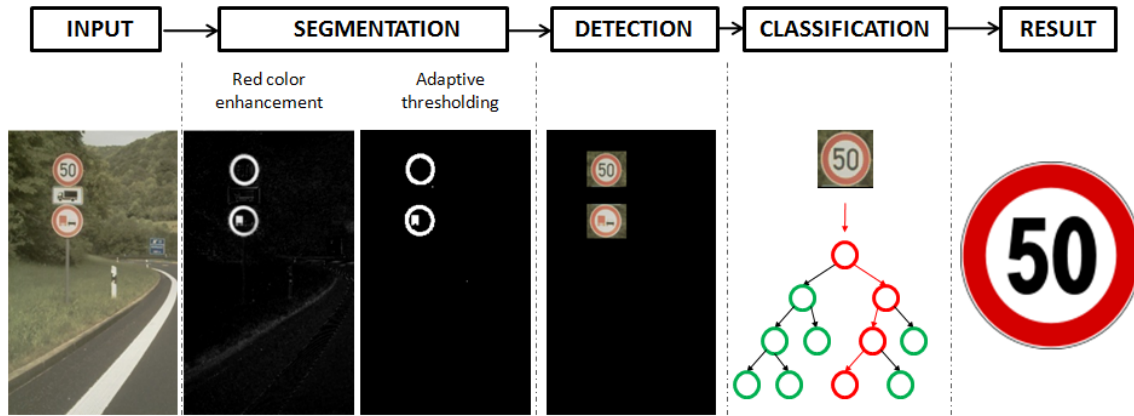 INPUT
SEGMENTATION
DETECTION
CLASSIFICATION
RESULT
Red color
enhancement
Adaptive
thresholding
50
50
50
50